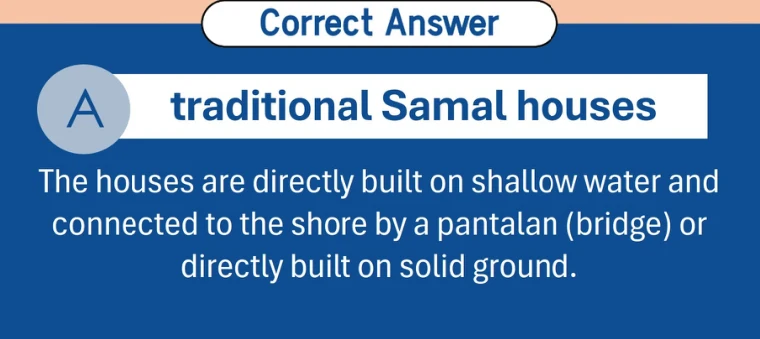 Correct Answer
A
traditional Samal houses
The houses are directly built on shallow water and
connected to the shore by a pantalan (bridge) or
directly built on solid ground.